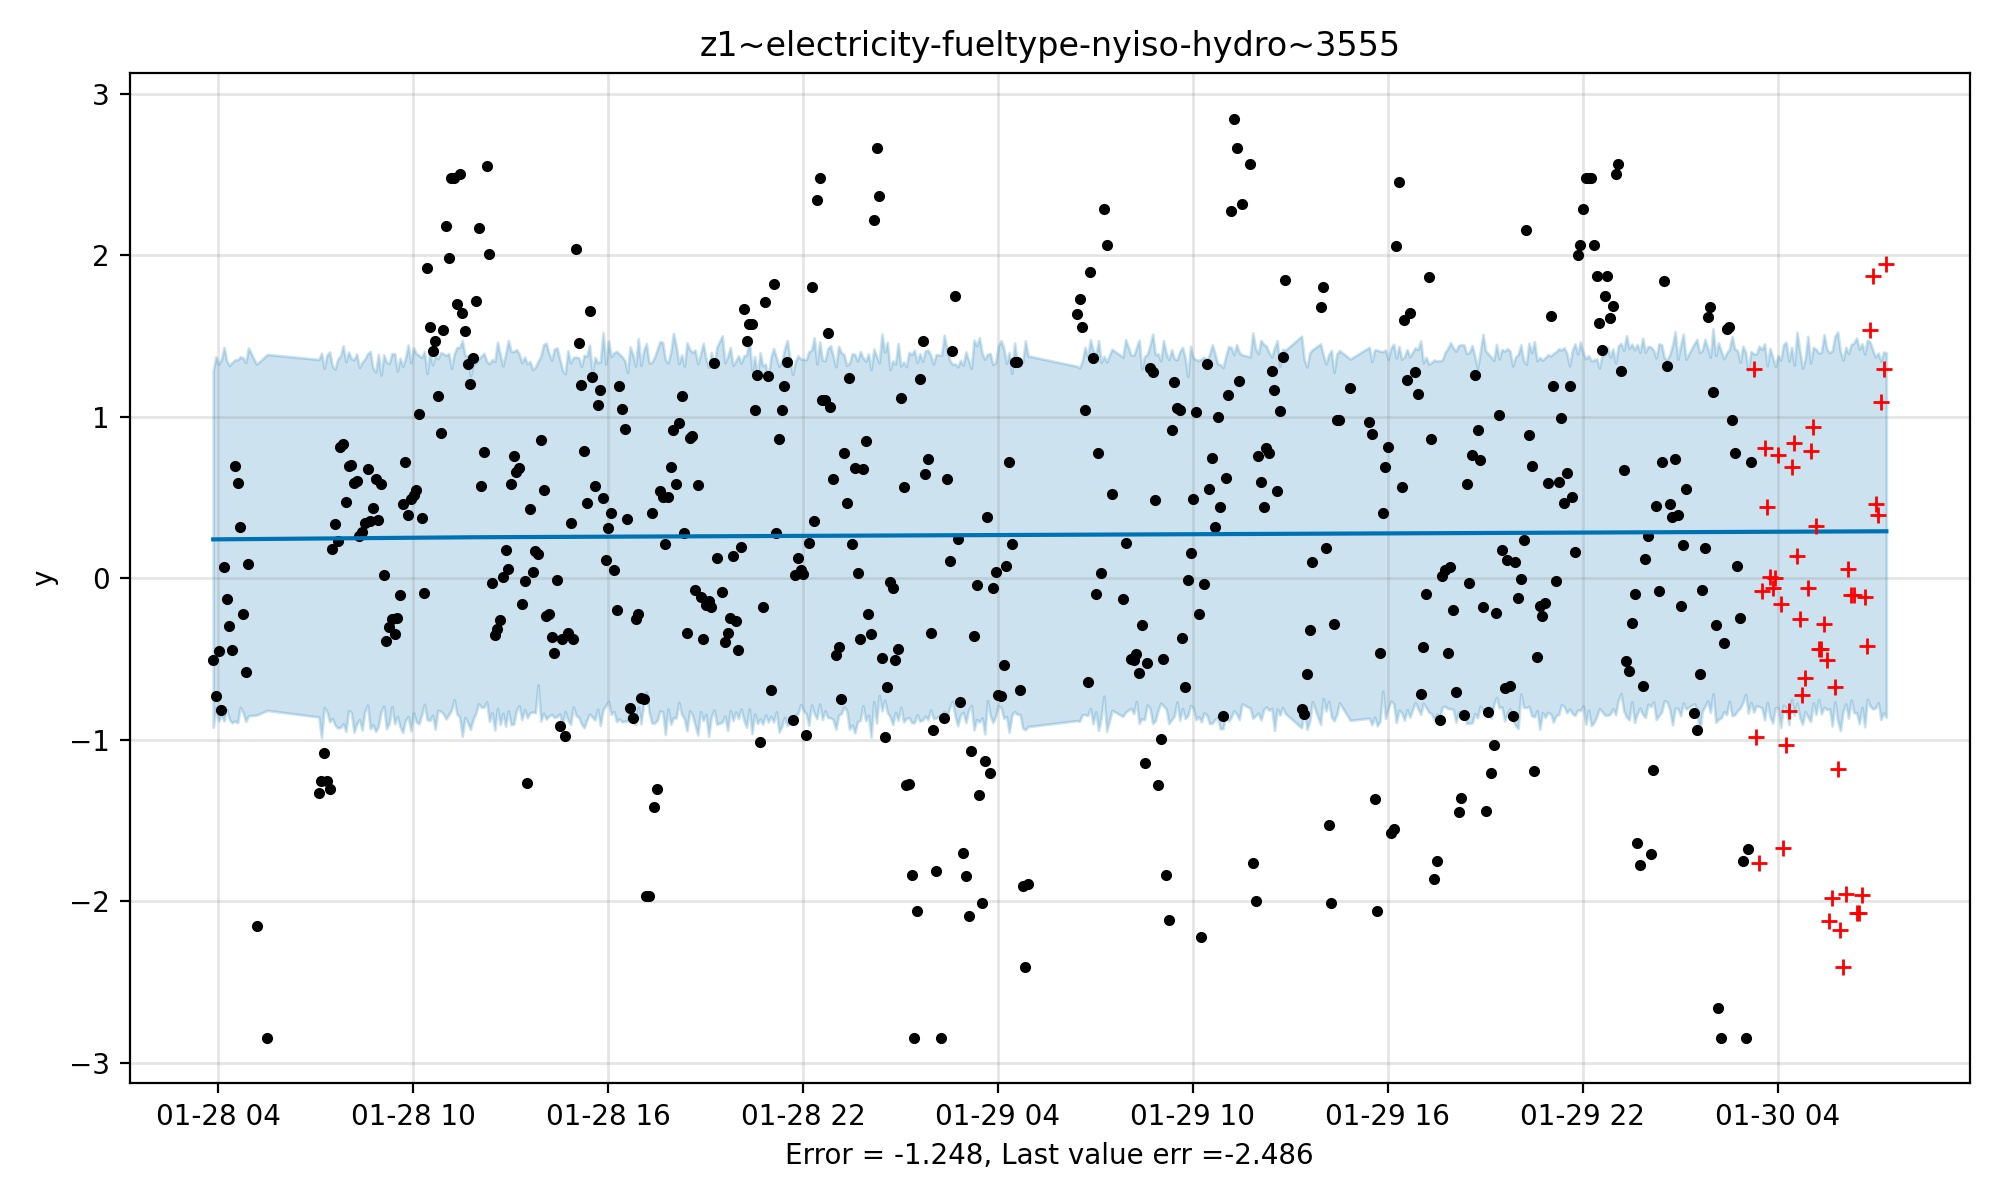 z1~electricity-fueltype-nyiso-hydro~3555
3
2
1
0
−1
−2
−3
y
01-28 04 01-28 10 01-28 16 01-28 22 01-29 04 01-29 10 01-29 16 01-29 22 01-30 04
Error = -1.248, Last value err =-2.486